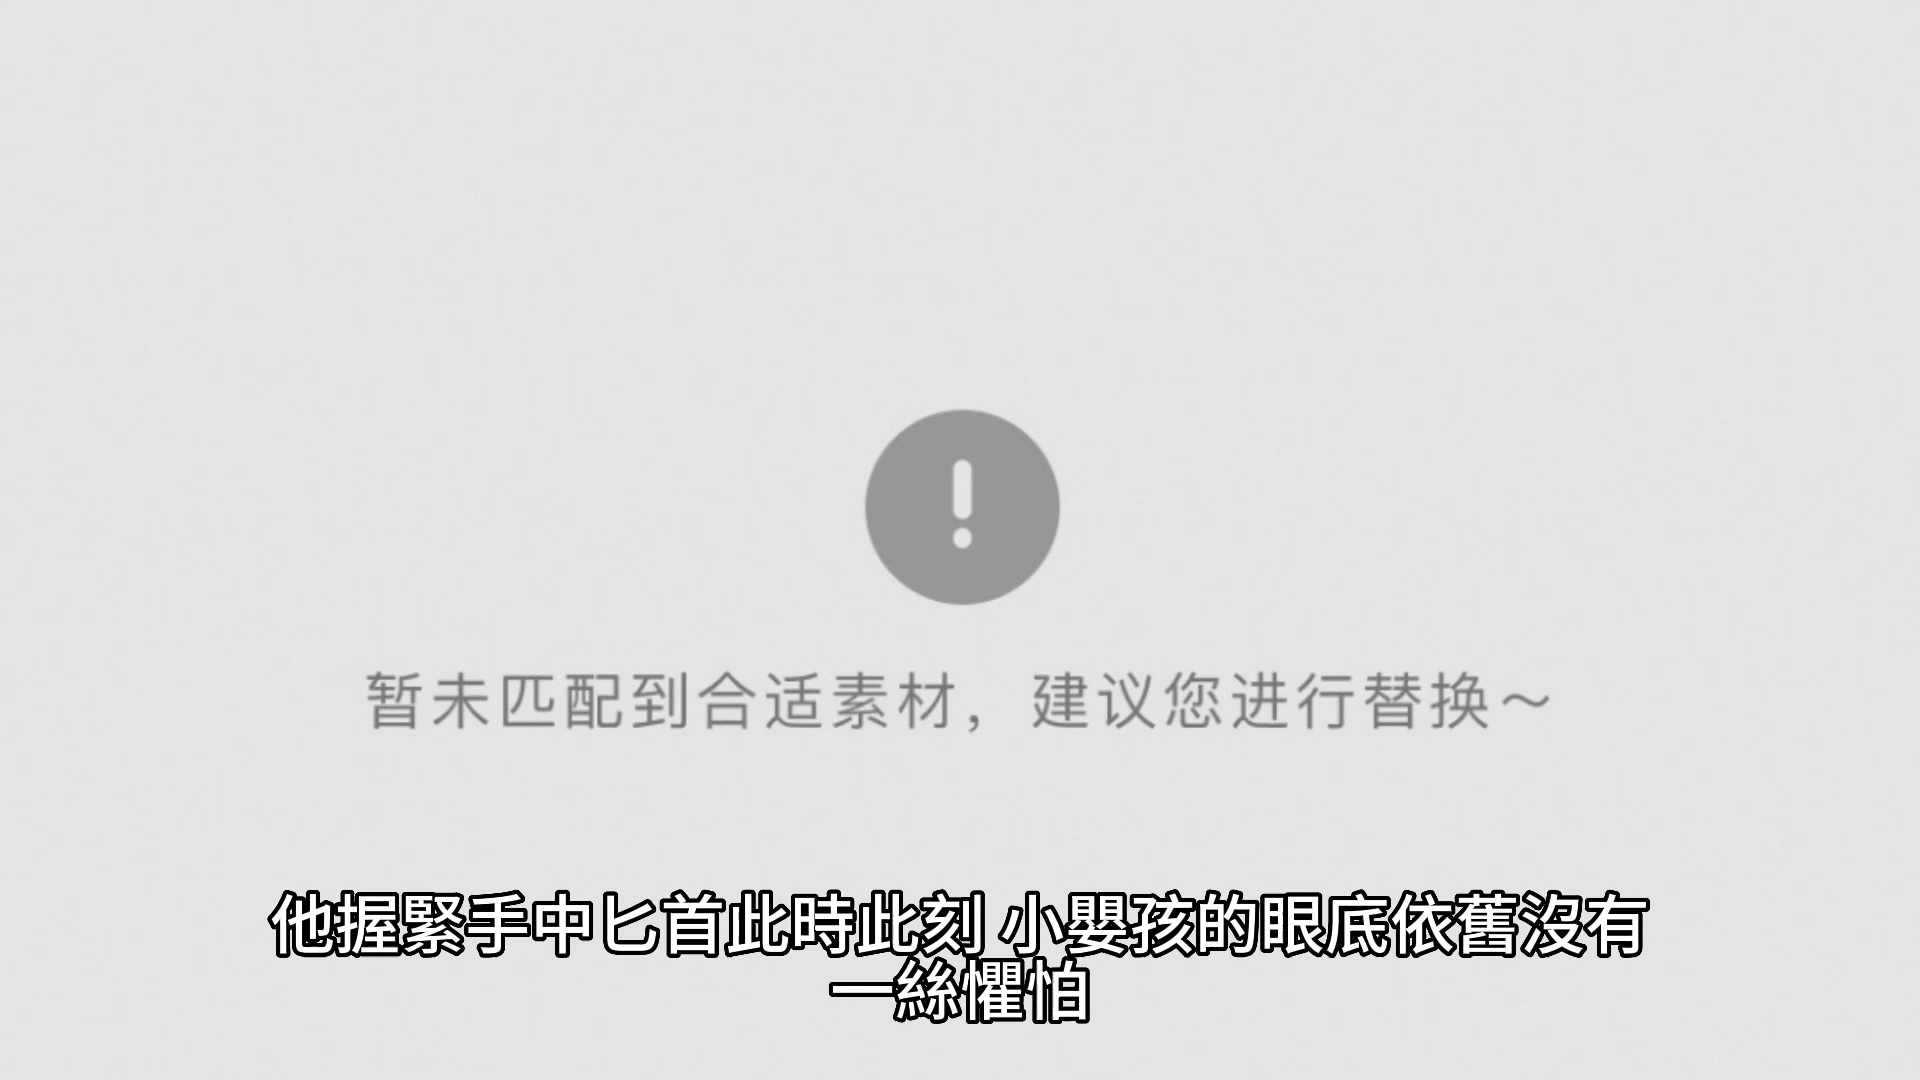 暂未匹配到合适素材，建议您进行替换～
他握緊手中匕首此時此刻 小嬰孩的眼底依舊沒有
一絲懼怕